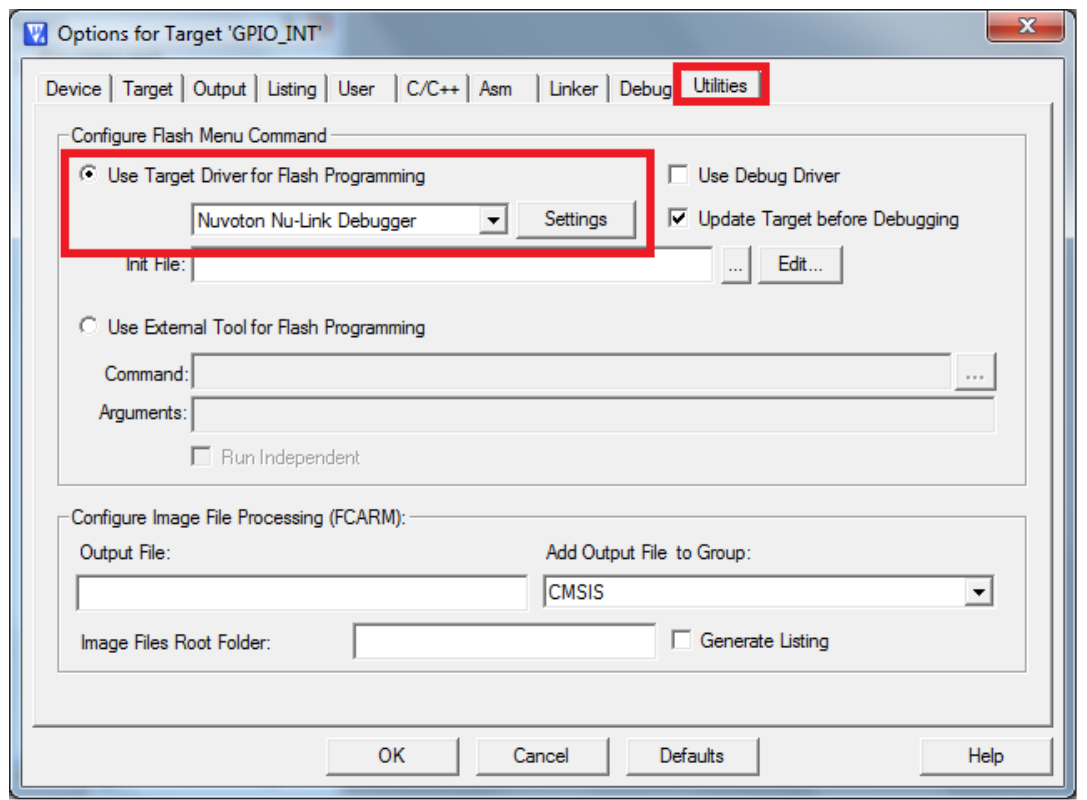 Options for Target 'GPIO_INT'
Device Target Output Listing User C/C++ Asm Linker Debug Utilities
Configure Flash Menu Command
Use Target Driver for Flash Programming Use Debug Driver
Nuvoton Nu-Link Debugger Settings Update Target before Debugging
Init File: ... Edit...
Use External Tool for Flash Programming
Command: ...
Arguments:
Run Independent
Configure Image File Processing (FCARM):
Output File: Add Output File to Group:
CMSIS
Image Files Root Folder: Generate Listing
OK Cancel Defaults Help